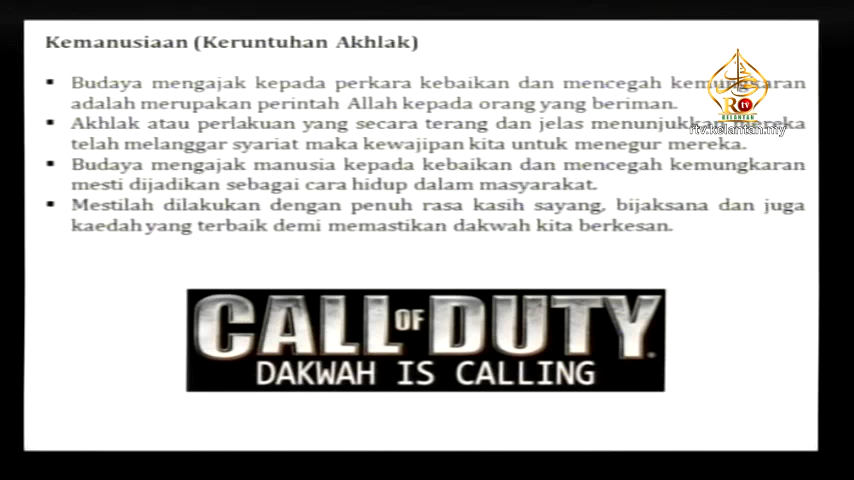 Kemanusiaan (Keruntuhan Akhlak)
▪ Budaya mengajak kepada perkara kebaikan dan mencegah kemungkaran
adalah merupakan perintah Allah kepada orang yang beriman.
▪ Akhlak atau perlakuan yang secara terang dan jelas menunjukkan mereka
telah melanggar syariat maka kewajipan kita untuk menegur mereka.
▪ Budaya mengajak manusia kepada kebaikan dan mencegah kemungkaran
mesti dijadikan sebagai cara hidup dalam masyarakat.
▪ Mestilah dilakukan dengan penuh rasa kasih sayang, bijaksana dan juga
kaedah yang terbaik demi memastikan dakwah kita berkesan.
R tv
KELANTAN
rtv.kelantan.my
CALL OF DUTY
DAKWAH IS CALLING